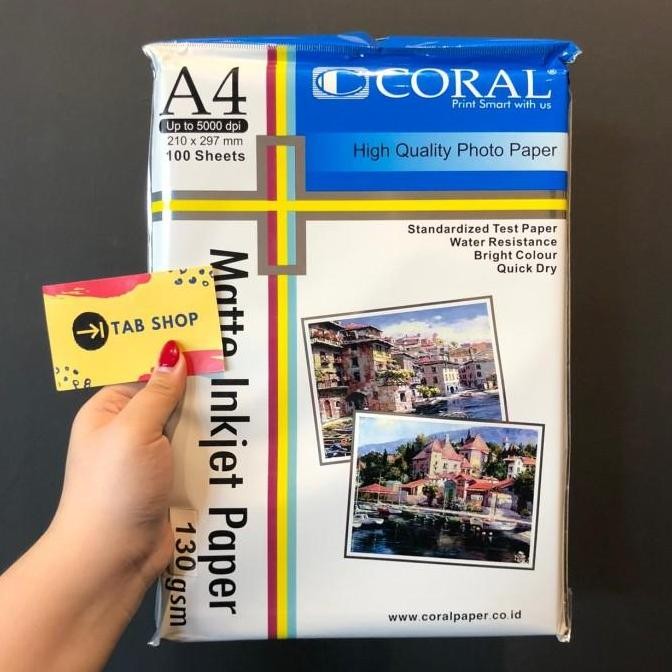 A4
Up to 5000 dpi
210 x 297 mm
100 Sheets
CORAL®
Print Smart with us
High Quality Photo Paper
Standardized Test Paper
Water Resistance
Bright Colour
Quick Dry
Matte Inkjet Paper
130 gsm
TAB SHOP
www.coralpaper.co.id